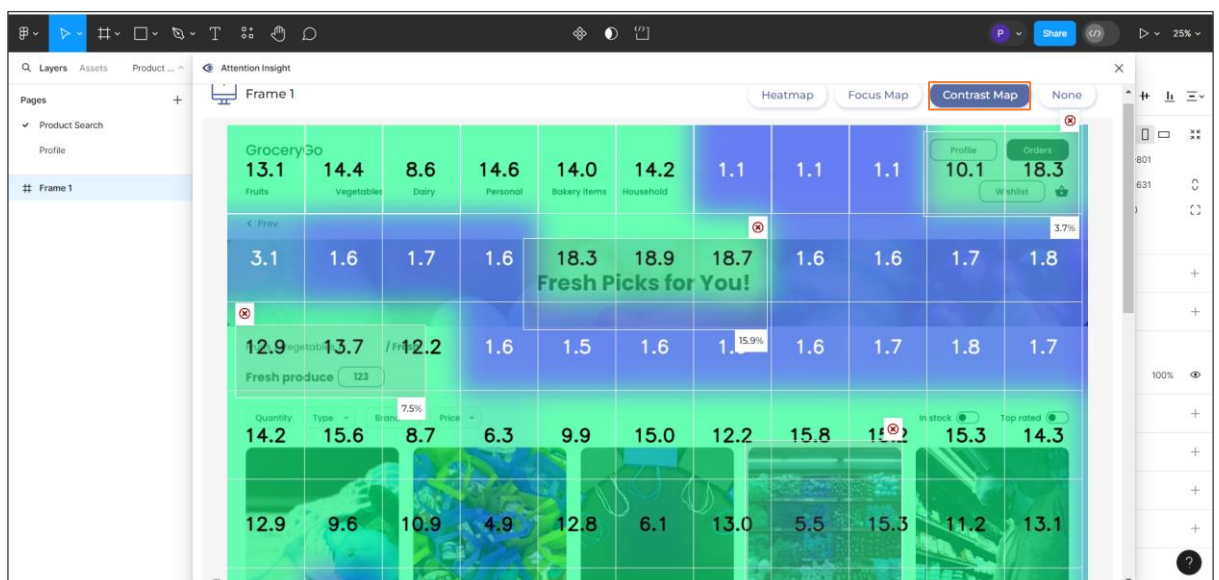 T
P
Share
</>
25%
Layers Assets Product ...
Attention Insight
Pages
Product Search
Profile
Frame 1
Frame 1
Heatmap Focus Map Contrast Map None
GroceryGo
Profile Orders
13.1 14.4 8.6 14.6 14.0 14.2 1.1 1.1 1.1 10.1 18.3
Fruits Vegetables Dairy Personal Bakery items Household Wishlist
< Prev
3.7%
3.1 1.6 1.7 1.6 18.3 18.9 18.7 1.6 1.6 1.7 1.8
Fresh Picks for You!
15.9%
12.9 13.7 / Fresh 12.2 1.6 1.5 1.6 1.6 1.7 1.8 1.7
Fresh produce 123
7.5%
Quantity Type Brand Price In stock Top rated
14.2 15.6 8.7 6.3 9.9 15.0 12.2 15.8 15.2 15.3 14.3
12.9 9.6 10.9 4.9 12.8 6.1 13.0 5.5 15.3 11.2 13.1
801
631
100%
?